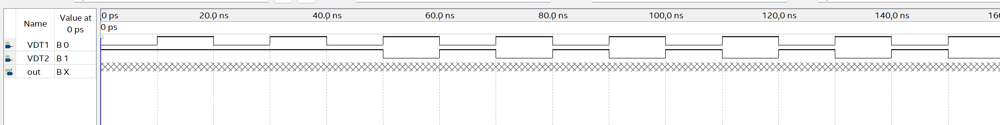 Name
Value at
0 ps
0 ps 20.0 ns 40.0 ns 60.0 ns 80.0 ns 100.0 ns 120.0 ns 140.0 ns 160
0 ps
in VDT1 B 0
in VDT2 B 1
out out B X